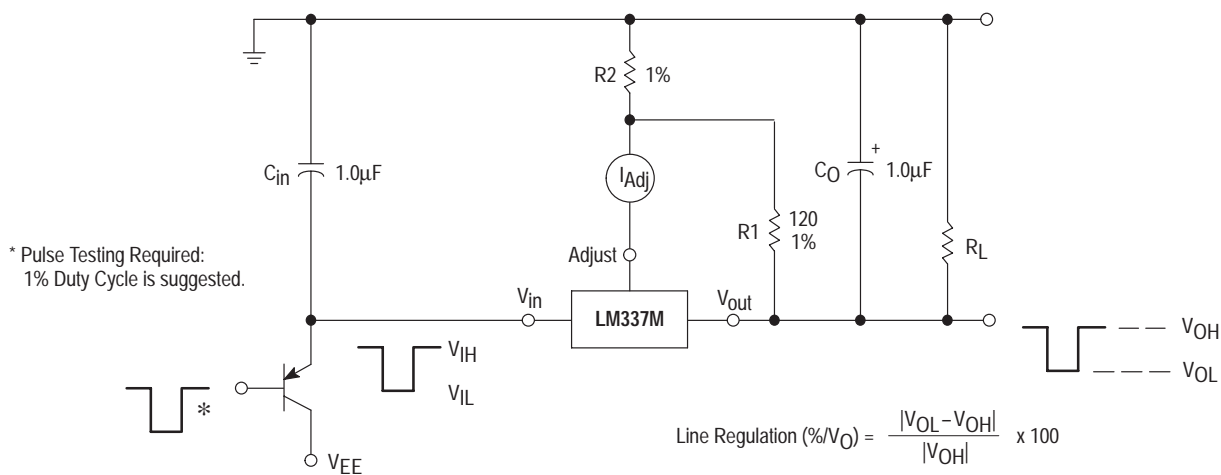 R2
1%
C_in
1.0μF
I_Adj
C_O
+
1.0μF
R1
120
1%
R_L
* Pulse Testing Required:
1% Duty Cycle is suggested.
Adjust
V_in
LM337M
V_out
V_IH
V_IL
V_OH
V_OL
*
V_EE
Line Regulation (%/V_O) = |V_OL – V_OH| / |V_OH| x 100